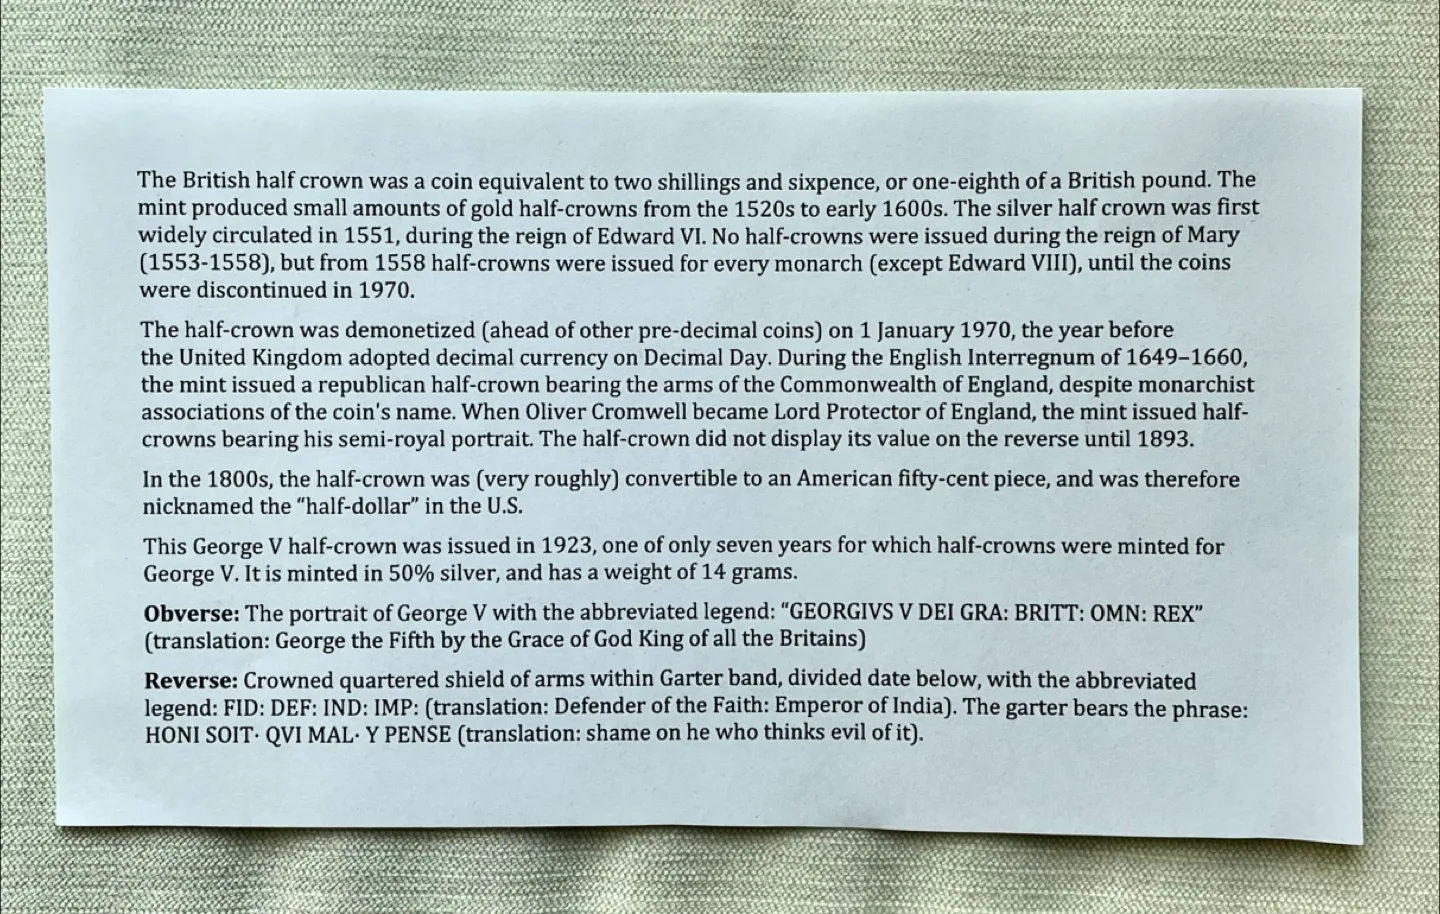 The British half crown was a coin equivalent to two shillings and sixpence, or one-eighth of a British pound. The
mint produced small amounts of gold half-crowns from the 1520s to early 1600s. The silver half crown was first
widely circulated in 1551, during the reign of Edward VI. No half-crowns were issued during the reign of Mary
(1553-1558), but from 1558 half-crowns were issued for every monarch (except Edward VIII), until the coins
were discontinued in 1970.
The half-crown was demonetized (ahead of other pre-decimal coins) on 1 January 1970, the year before
the United Kingdom adopted decimal currency on Decimal Day. During the English Interregnum of 1649–1660,
the mint issued a republican half-crown bearing the arms of the Commonwealth of England, despite monarchist
associations of the coin's name. When Oliver Cromwell became Lord Protector of England, the mint issued half-
crowns bearing his semi-royal portrait. The half-crown did not display its value on the reverse until 1893.
In the 1800s, the half-crown was (very roughly) convertible to an American fifty-cent piece, and was therefore
nicknamed the “half-dollar” in the U.S.
This George V half-crown was issued in 1923, one of only seven years for which half-crowns were minted for
George V. It is minted in 50% silver, and has a weight of 14 grams.
Obverse: The portrait of George V with the abbreviated legend: “GEORGIVS V DEI GRA: BRITT: OMN: REX”
(translation: George the Fifth by the Grace of God King of all the Britains)
Reverse: Crowned quartered shield of arms within Garter band, divided date below, with the abbreviated
legend: FID: DEF: IND: IMP: (translation: Defender of the Faith: Emperor of India). The garter bears the phrase:
HONI SOIT· QVI MAL· Y PENSE (translation: shame on he who thinks evil of it).